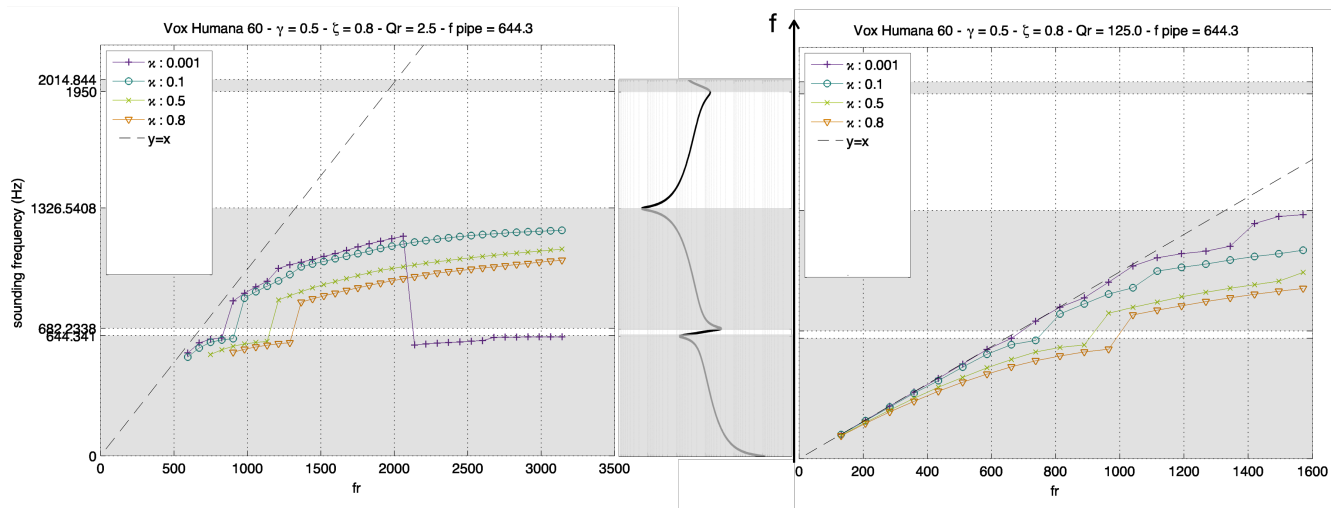 Vox Humana 60 - γ = 0.5 - ζ = 0.8 - Qr = 2.5 - f pipe = 644.3
ϰ : 0.001
ϰ : 0.1
ϰ : 0.5
ϰ : 0.8
y=x
sounding frequency (Hz)
2014.844
1950
1326.5408
682.2338
644.341
0
0 500 1000 1500 2000 2500 3000 3500
fr
f
Vox Humana 60 - γ = 0.5 - ζ = 0.8 - Qr = 125.0 - f pipe = 644.3
ϰ : 0.001
ϰ : 0.1
ϰ : 0.5
ϰ : 0.8
y=x
0 200 400 600 800 1000 1200 1400 1600
fr